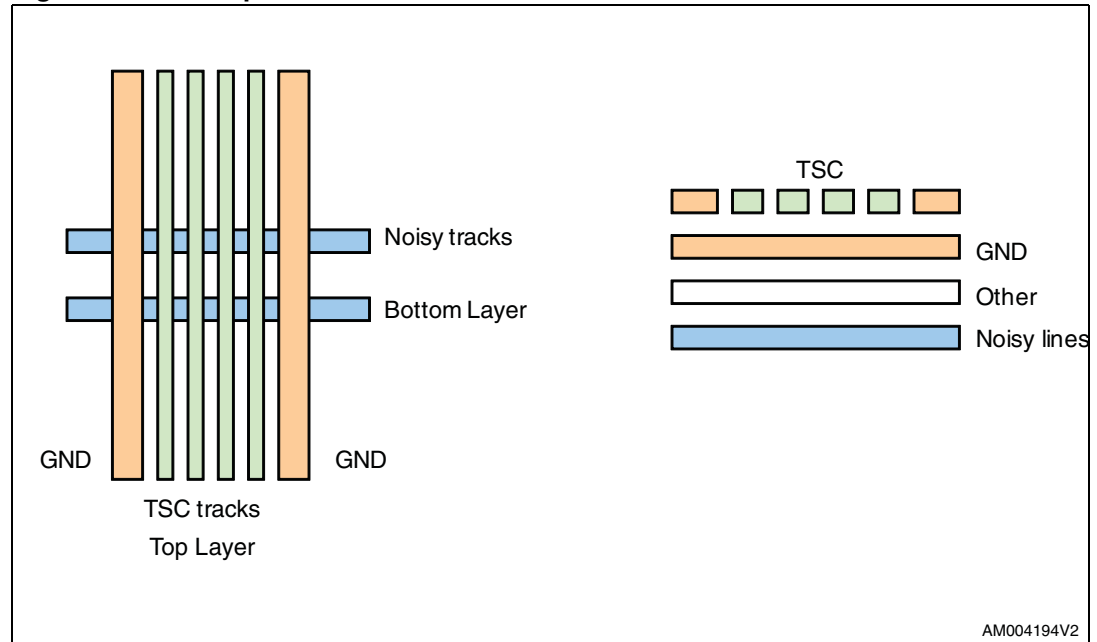 Noisy tracks
Bottom Layer
GND
GND
TSC tracks
Top Layer
TSC
GND
Other
Noisy lines
AM004194V2